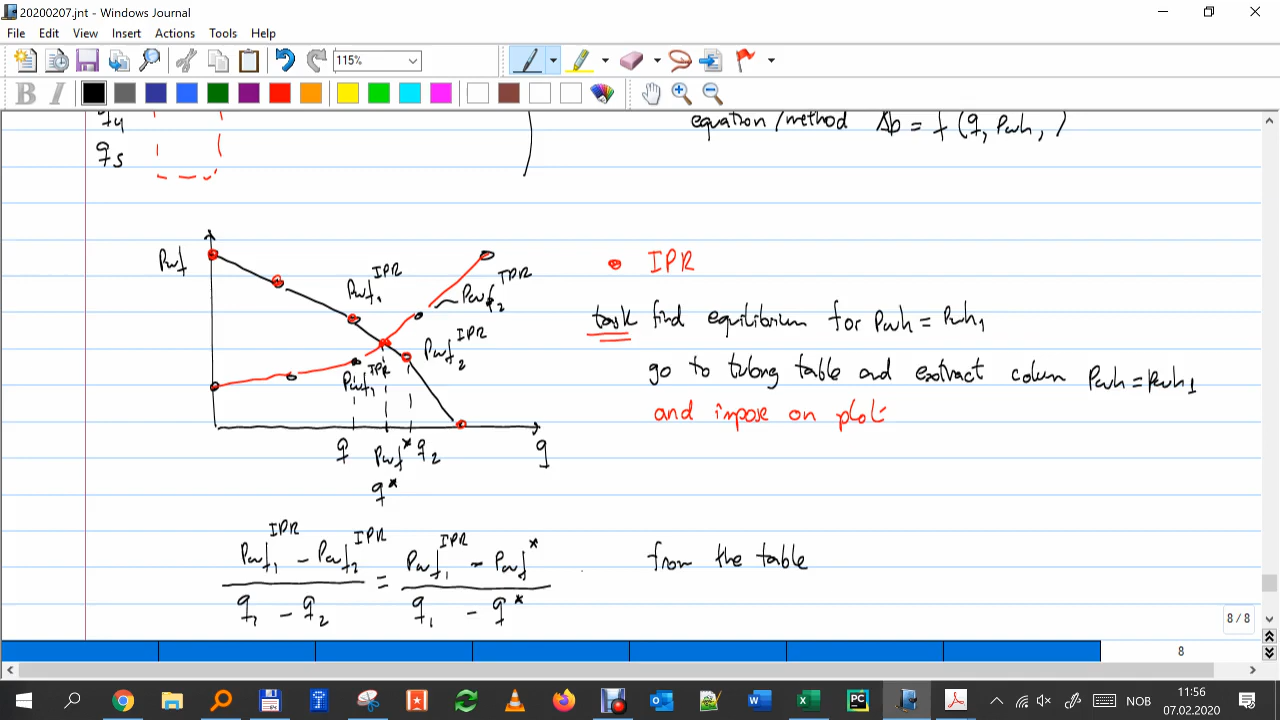 20200207.jnt - Windows Journal
File Edit View Insert Actions Tools Help
115%
B I
q4
q5
equation/method Δp = f (q, Pwh, )
Pwf
IPR
Pwf1
TPR
Pwf2
IPR
Pwf2
TPR
Pwf1
q
Pwf*
q2
q
q*
IPR
task find equilibrium for Pwh = Pwh1
go to tubing table and extract column Pwh = Pwh1
and impose on plot
Pwf1 IPR - Pwf2 IPR = Pwf1 IPR - Pwf*
q1 - q2 q1 - q*
from the table
8 / 8
8
NOB
11:56
07.02.2020